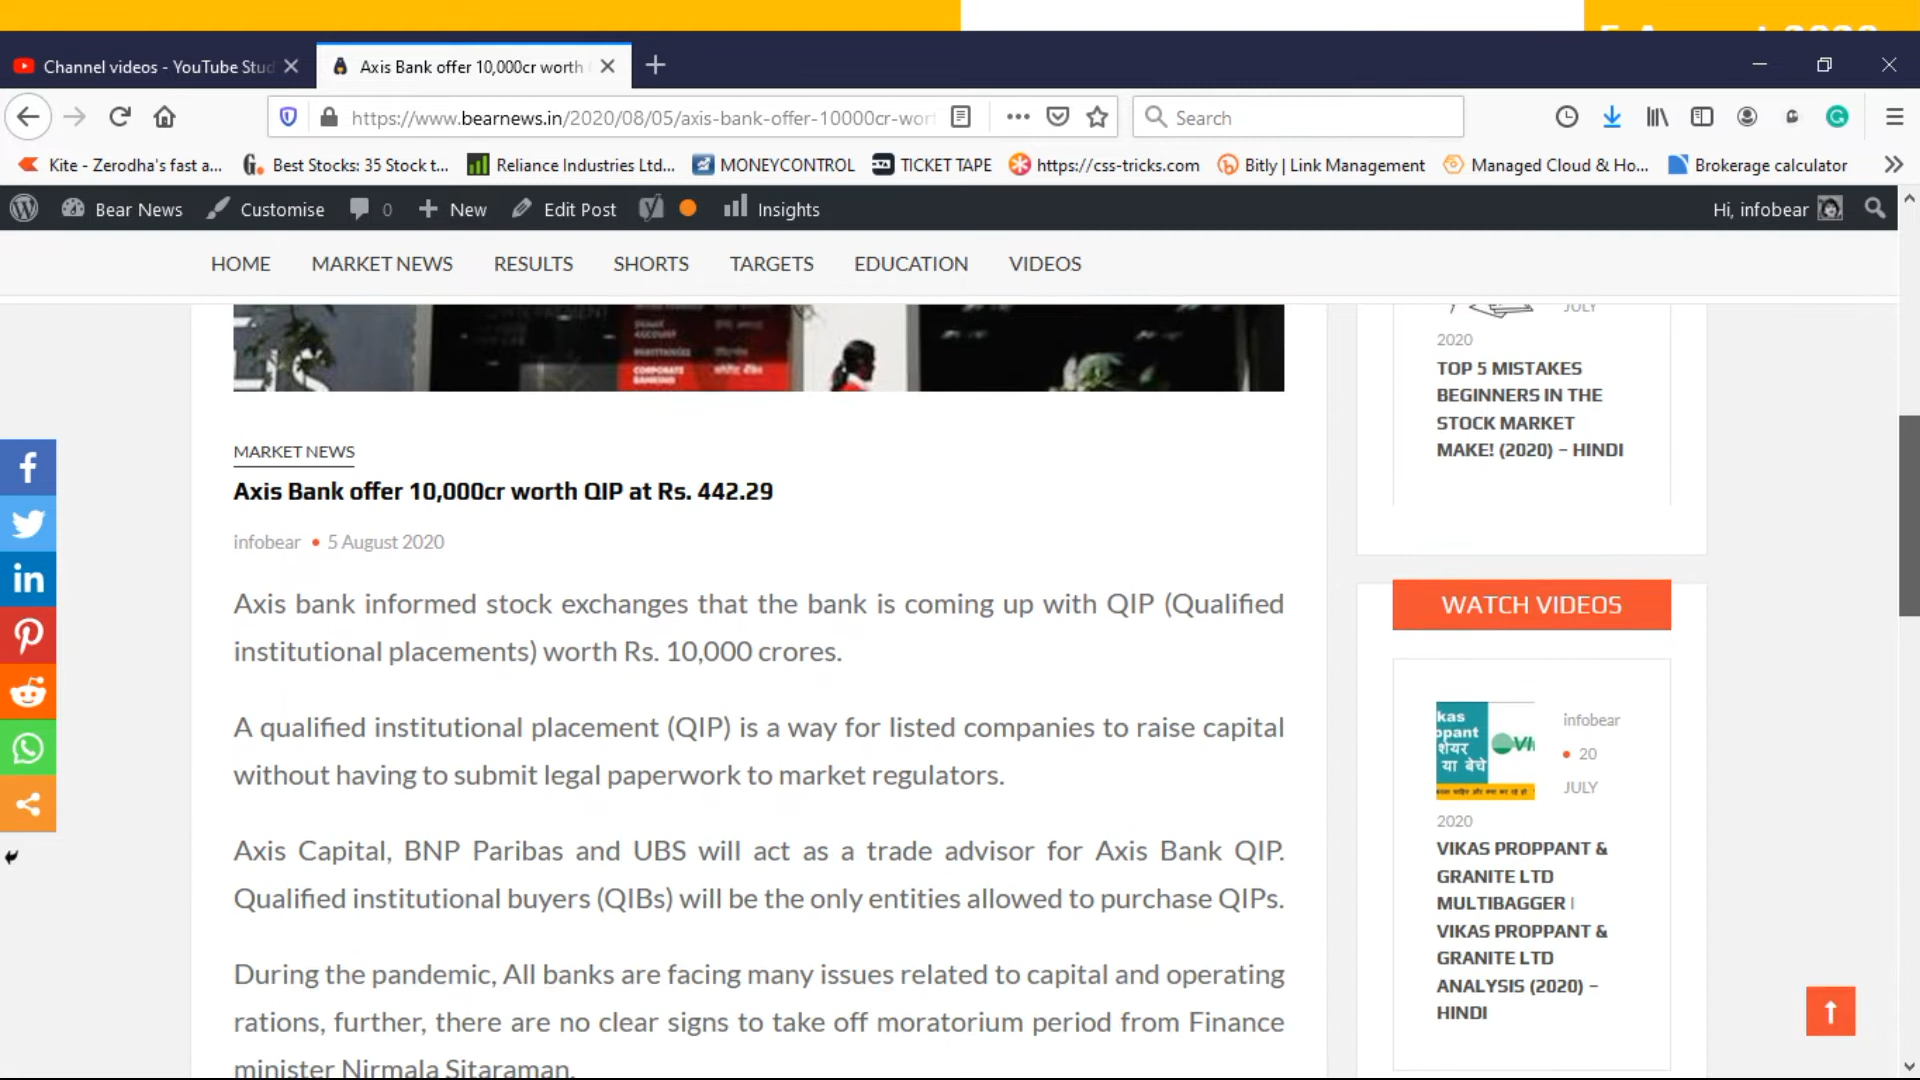 Channel videos - YouTube Stud
Axis Bank offer 10,000cr worth
https://www.bearnews.in/2020/08/05/axis-bank-offer-10000cr-wort
Search
Kite - Zerodha's fast a...
Best Stocks: 35 Stock t...
Reliance Industries Ltd...
MONEYCONTROL
TICKET TAPE
https://css-tricks.com
Bitly | Link Management
Managed Cloud & Ho...
Brokerage calculator
Bear News
Customise
0
New
Edit Post
Insights
Hi, infobear
HOME
MARKET NEWS
RESULTS
SHORTS
TARGETS
EDUCATION
VIDEOS
CORPORATE
BANKING
MARKET NEWS
Axis Bank offer 10,000cr worth QIP at Rs. 442.29
infobear • 5 August 2020
Axis bank informed stock exchanges that the bank is coming up with QIP (Qualified
institutional placements) worth Rs. 10,000 crores.
A qualified institutional placement (QIP) is a way for listed companies to raise capital
without having to submit legal paperwork to market regulators.
Axis Capital, BNP Paribas and UBS will act as a trade advisor for Axis Bank QIP.
Qualified institutional buyers (QIBs) will be the only entities allowed to purchase QIPs.
During the pandemic, All banks are facing many issues related to capital and operating
rations, further, there are no clear signs to take off moratorium period from Finance
minister Nirmala Sitaraman.
JULY
2020
TOP 5 MISTAKES
BEGINNERS IN THE
STOCK MARKET
MAKE! (2020) – HINDI
WATCH VIDEOS
kas
ppant
शेयर
या बेचे
VI
infobear
• 20
JULY
2020
VIKAS PROPPANT &
GRANITE LTD
MULTIBAGGER |
VIKAS PROPPANT &
GRANITE LTD
ANALYSIS (2020) –
HINDI